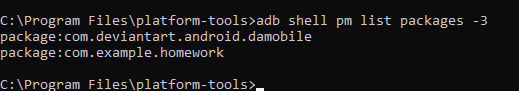 C:\Program Files\platform-tools>adb shell pm list packages -3
package:com.deviantart.android.damobile
package:com.example.homework
C:\Program Files\platform-tools>